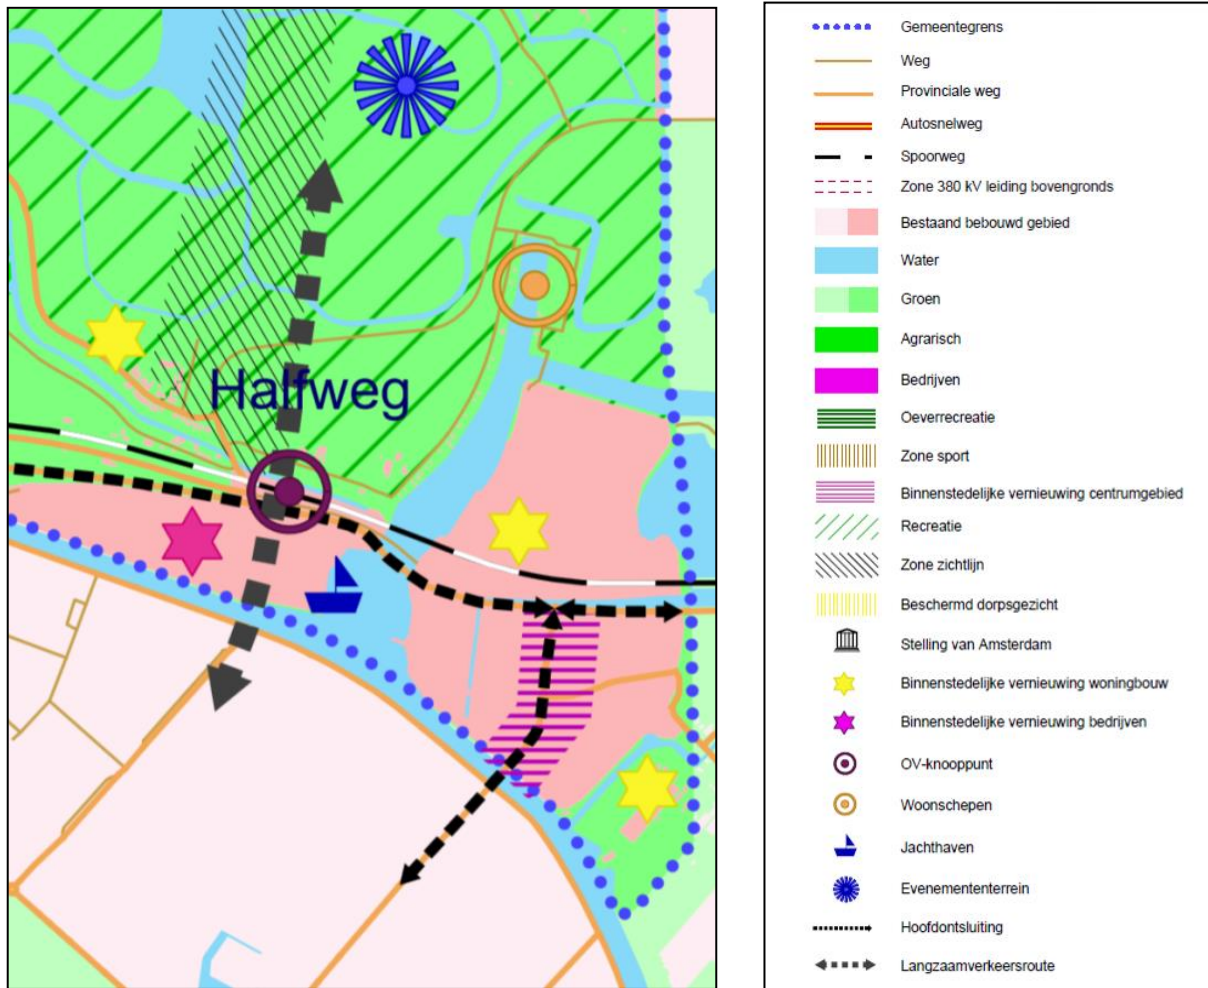 Halfweg
Gemeentegrens
Weg
Provinciale weg
Autosnelweg
Spoorweg
Zone 380 kV leiding bovengronds
Bestaand bebouwd gebied
Water
Groen
Agrarisch
Bedrijven
Oeverrecreatie
Zone sport
Binnenstedelijke vernieuwing centrumgebied
Recreatie
Zone zichtlijn
Beschermd dorpsgezicht
Stelling van Amsterdam
Binnenstedelijke vernieuwing woningbouw
Binnenstedelijke vernieuwing bedrijven
OV-knooppunt
Woonschepen
Jachthaven
Evenemententerrein
Hoofdontsluiting
Langzaamverkeersroute